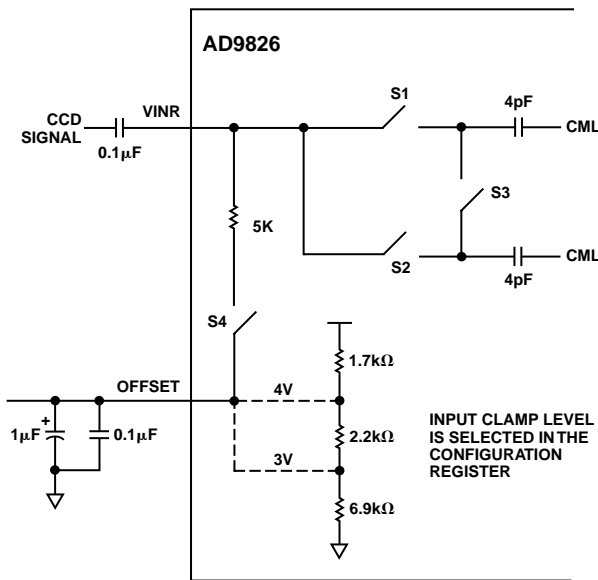 AD9826
S1
4pF
CML
VINR
CCD
SIGNAL
0.1μF
S3
5K
S2
4pF
CML
S4
1.7kΩ
OFFSET
4V
1μF
+
0.1μF
2.2kΩ
INPUT CLAMP LEVEL
IS SELECTED IN THE
CONFIGURATION
REGISTER
3V
6.9kΩ